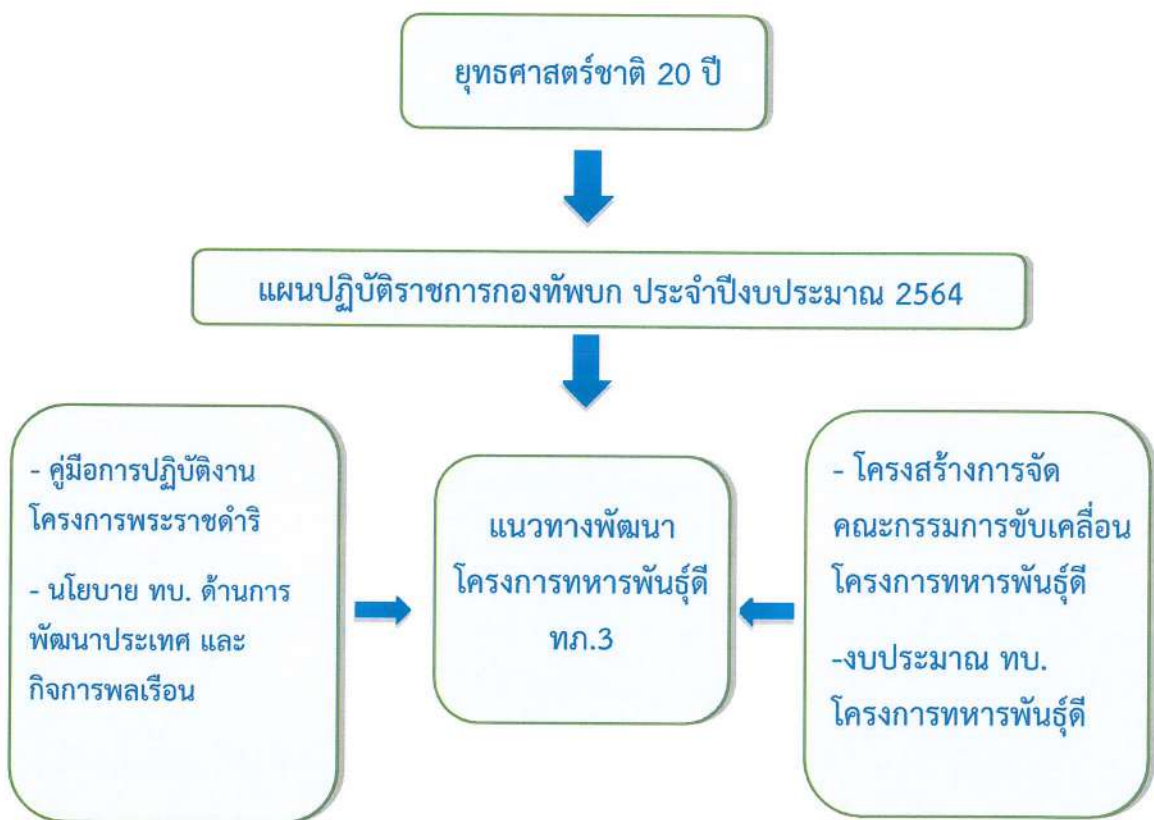 ยุทธศาสตร์ชาติ 20 ปี
แผนปฏิบัติราชการกองทัพบก ประจำปีงบประมาณ 2564
- คู่มือการปฏิบัติงาน
โครงการพระราชดำริ
- นโยบาย ทบ. ด้านการ
พัฒนาประเทศ และ
กิจการพลเรือน
แนวทางพัฒนา
โครงการทหารพันธุ์ดี
ทภ.3
- โครงสร้างการจัด
คณะกรรมการขับเคลื่อน
โครงการทหารพันธุ์ดี
-งบประมาณ ทบ.
โครงการทหารพันธุ์ดี